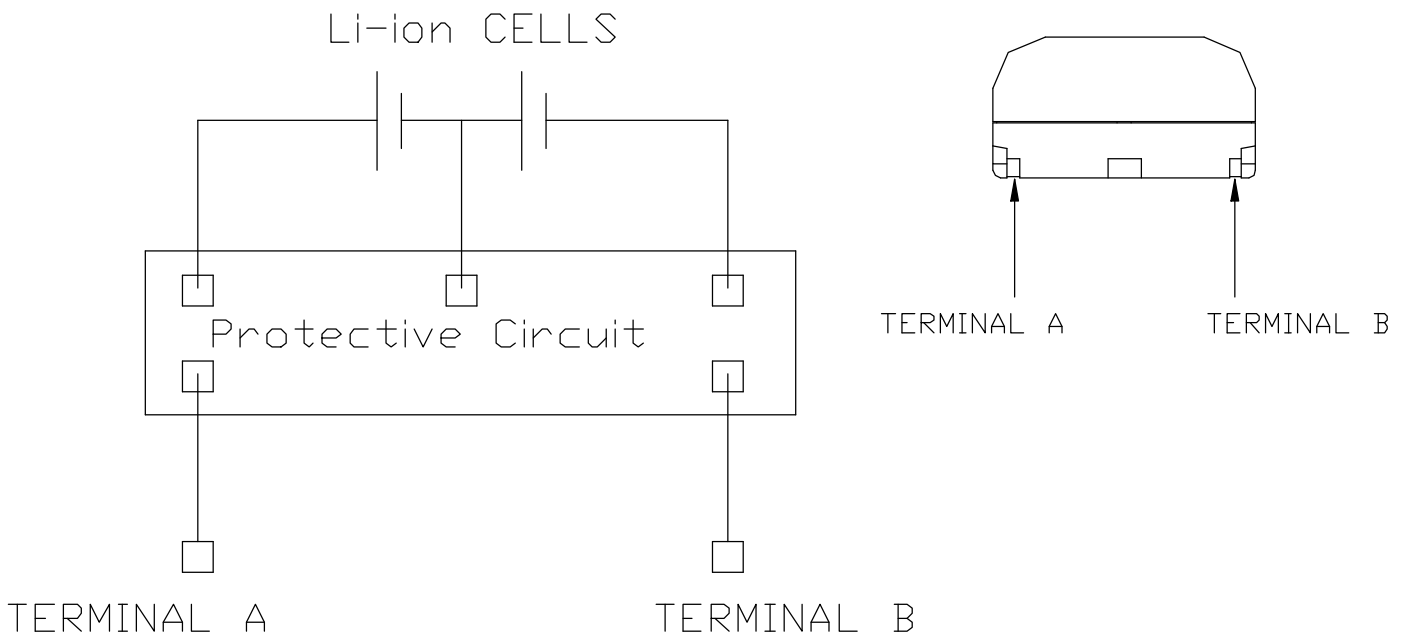 Li-ion CELLS
Protective Circuit
TERMINAL A
TERMINAL B
TERMINAL A
TERMINAL B